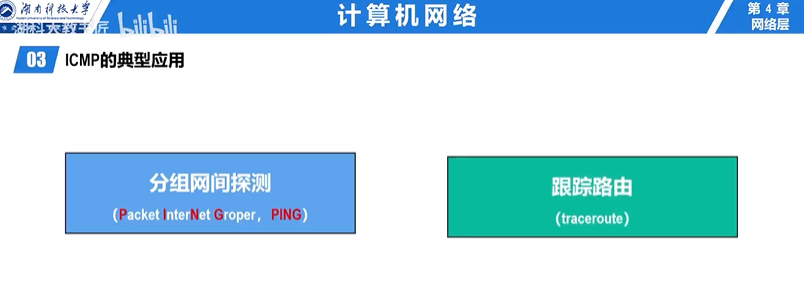 湖南科技大学
Hunan University of Science and Technology
湖科大教书匠 bilibili
计算机网络
第 4 章
网络层
03 ICMP的典型应用
分组网间探测
（Packet InterNet Groper，PING）
跟踪路由
（traceroute）